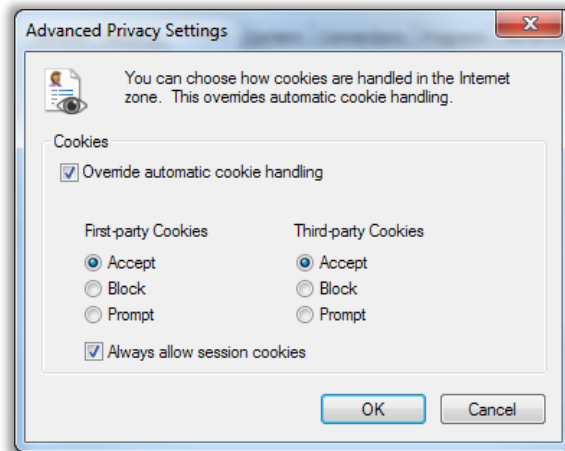 Advanced Privacy Settings
You can choose how cookies are handled in the Internet
zone. This overrides automatic cookie handling.
Cookies
Override automatic cookie handling
First-party Cookies Third-party Cookies
Accept Accept
Block Block
Prompt Prompt
Always allow session cookies
OK Cancel